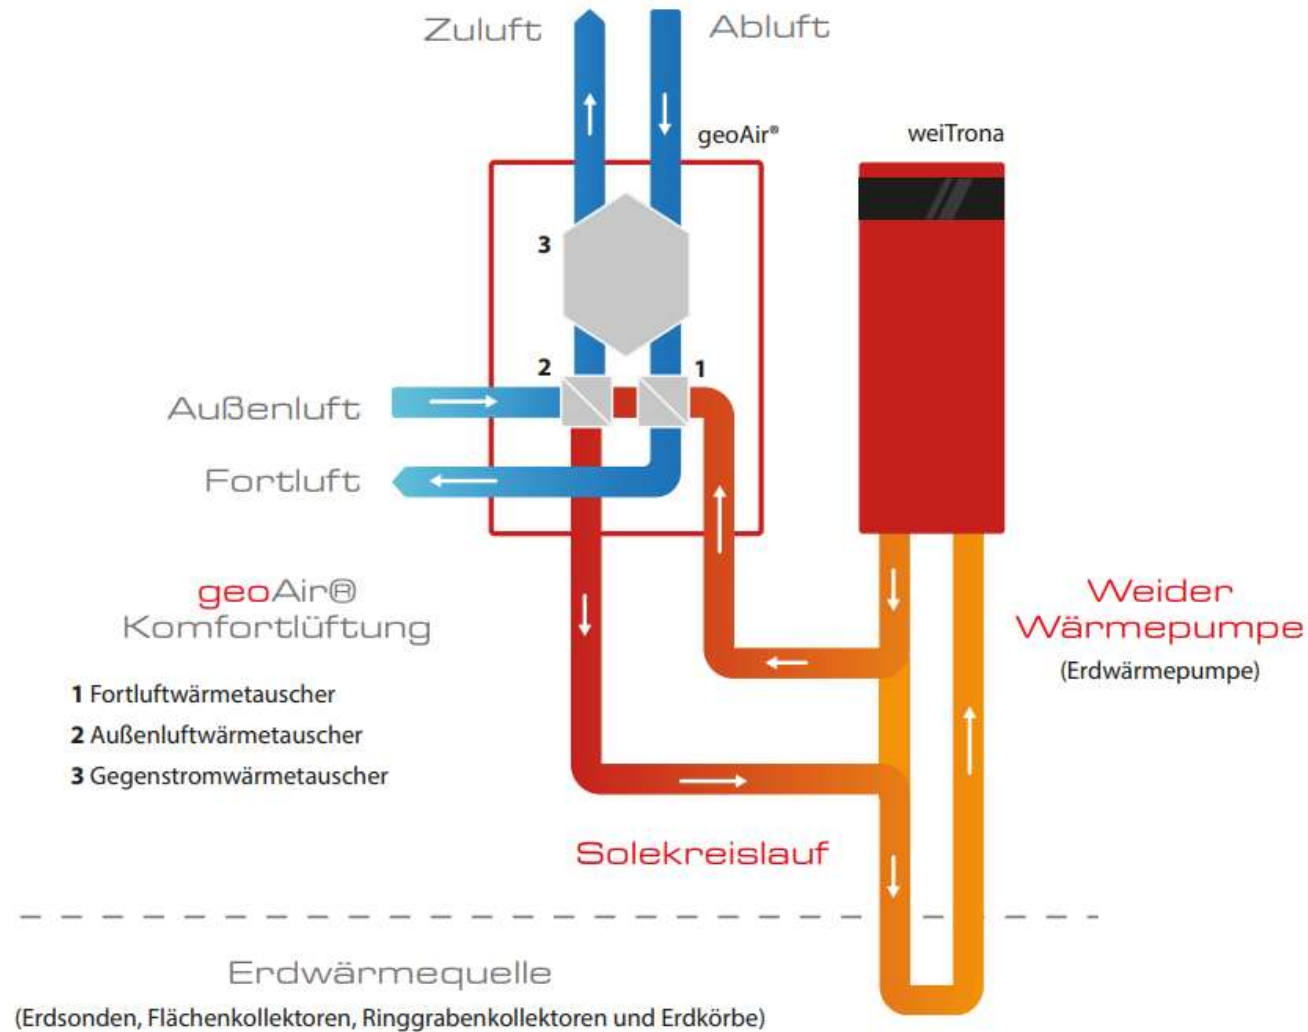 Zuluft
Abluft
geoAir®
weiTrona
3
2
1
Außenluft
Fortluft
geoAir®
Komfortlüftung
1 Fortluftwärmetauscher
2 Außenluftwärmetauscher
3 Gegenstromwärmetauscher
Weider
Wärmepumpe
(Erdwärmepumpe)
Solekreislauf
Erdwärmequelle
(Erdsonden, Flächenkollektoren, Ringgrabenkollektoren und Erdkörbe)